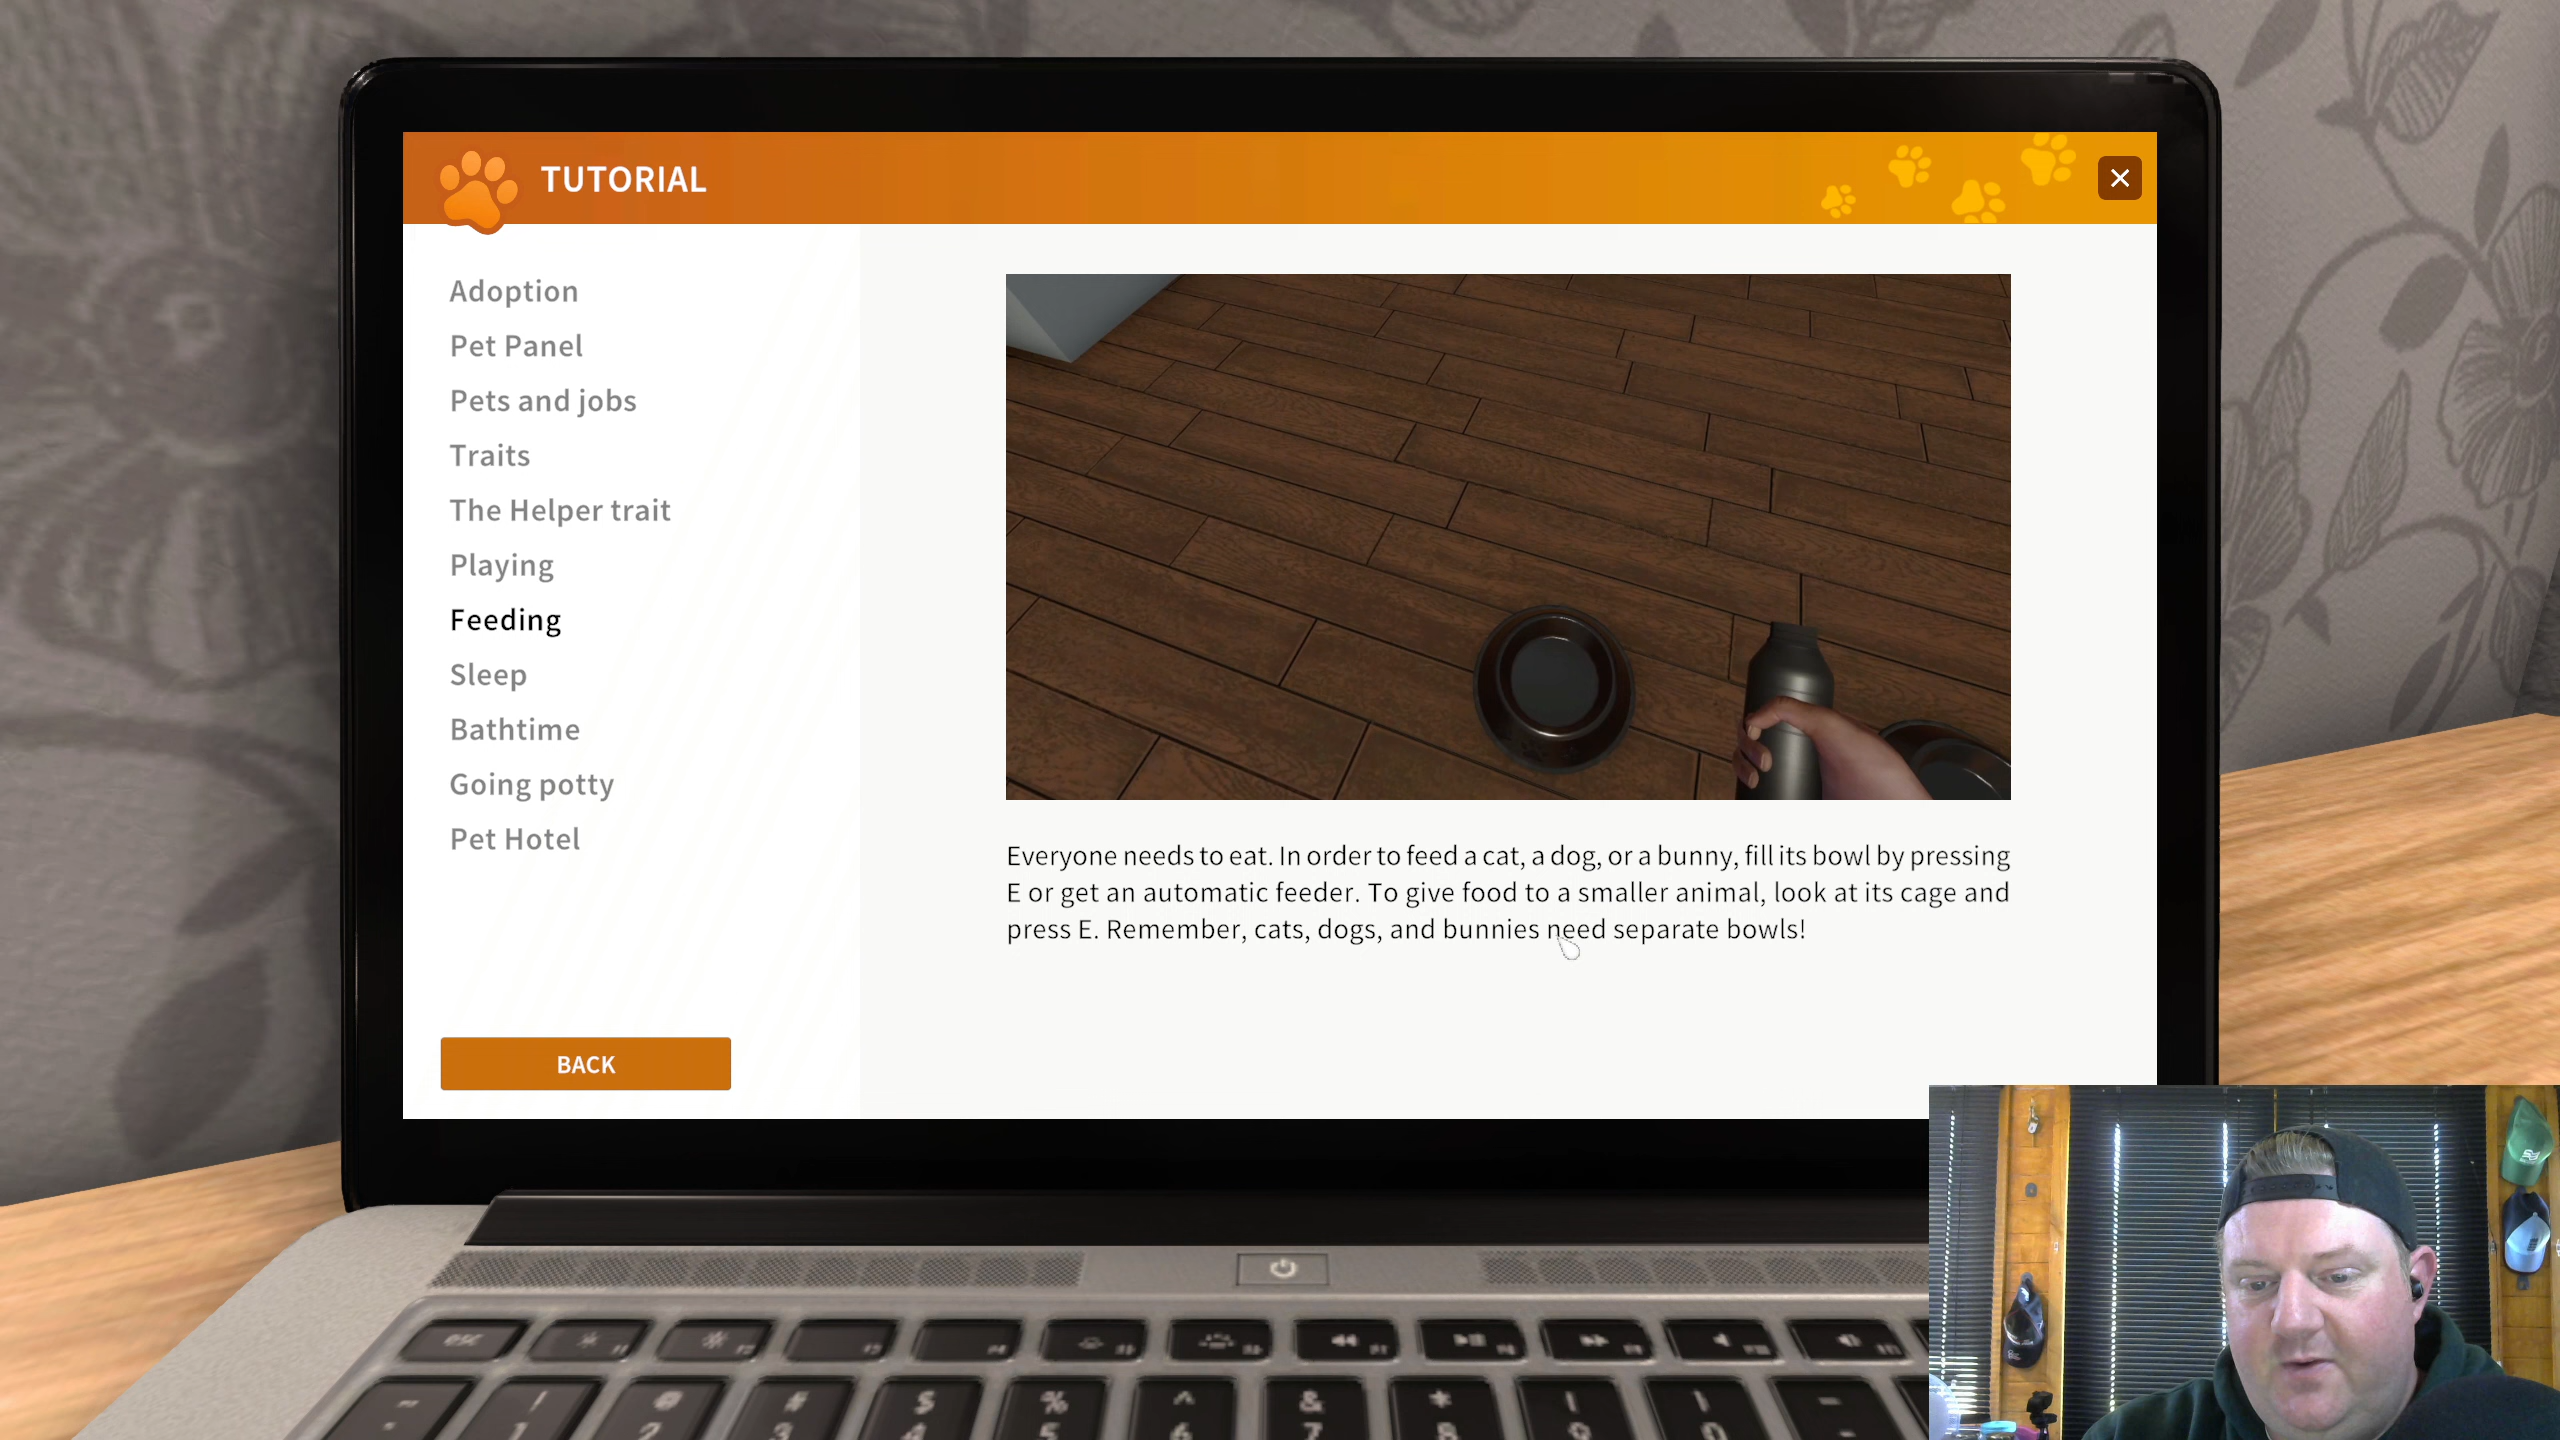 TUTORIAL
Adoption
Pet Panel
Pets and jobs
Traits
The Helper trait
Playing
Feeding
Sleep
Bathtime
Going potty
Pet Hotel
BACK
Everyone needs to eat. In order to feed a cat, a dog, or a bunny, fill its bowl by pressing
E or get an automatic feeder. To give food to a smaller animal, look at its cage and
press E. Remember, cats, dogs, and bunnies need separate bowls!
esc